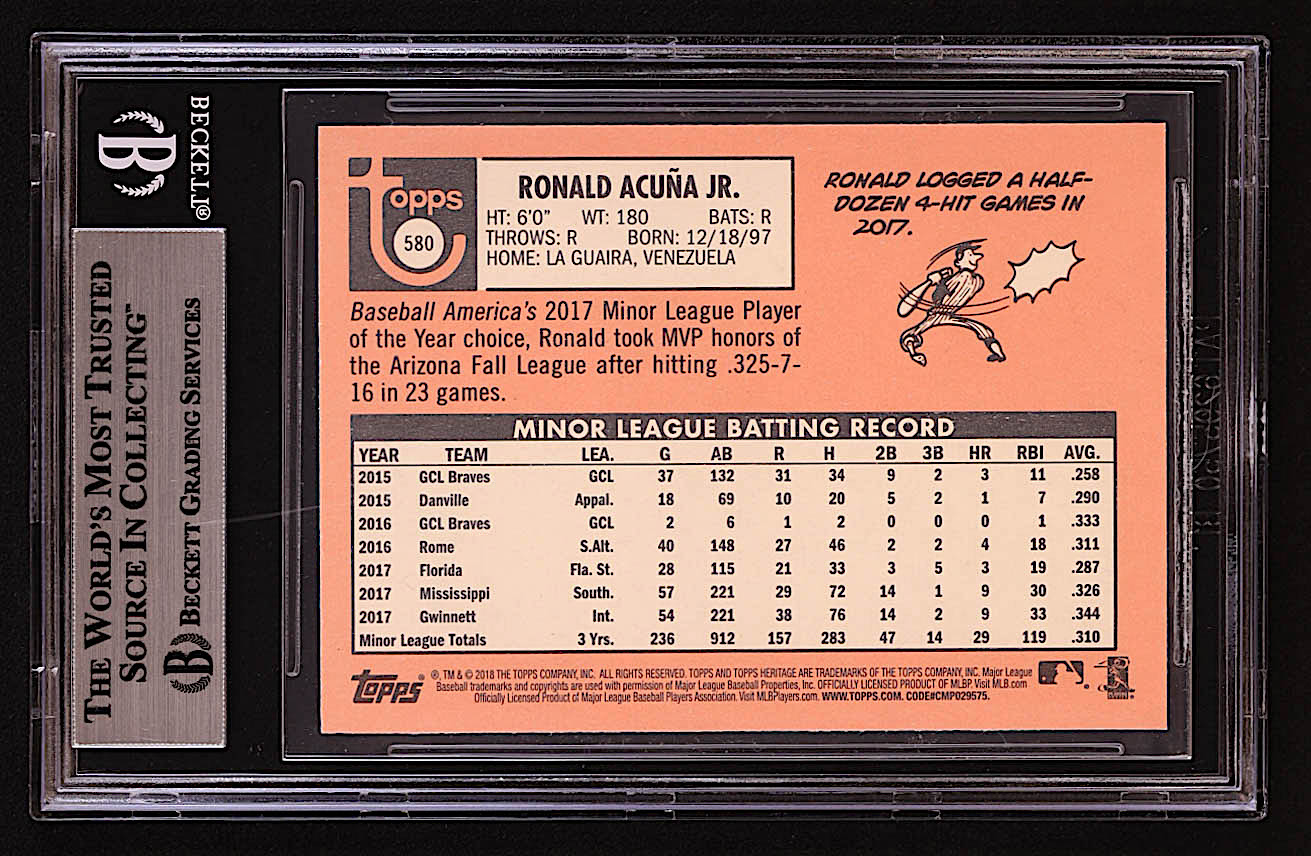 BECKETT®
B
THE WORLD'S MOST TRUSTED
SOURCE IN COLLECTING™
B BECKETT GRADING SERVICES
topps
580
RONALD ACUÑA JR.
HT: 6'0" WT: 180 BATS: R
THROWS: R BORN: 12/18/97
HOME: LA GUAIRA, VENEZUELA
RONALD LOGGED A HALF-
DOZEN 4-HIT GAMES IN
2017.
Baseball America's 2017 Minor League Player
of the Year choice, Ronald took MVP honors of
the Arizona Fall League after hitting .325-7-
16 in 23 games.
MINOR LEAGUE BATTING RECORD
YEAR TEAM LEA. G AB R H 2B 3B HR RBI AVG.
2015 GCL Braves GCL 37 132 31 34 9 2 3 11 .258
2015 Danville Appal. 18 69 10 20 5 2 1 7 .290
2016 GCL Braves GCL 2 6 1 2 0 0 0 1 .333
2016 Rome S.Alt. 40 148 27 46 2 2 4 18 .311
2017 Florida Fla. St. 28 115 21 33 3 5 3 19 .287
2017 Mississippi South. 57 221 29 72 14 1 9 30 .326
2017 Gwinnett Int. 54 221 38 76 14 2 9 33 .344
Minor League Totals 3 Yrs. 236 912 157 283 47 14 29 119 .310
topps
®, TM & © 2018 THE TOPPS COMPANY, INC. ALL RIGHTS RESERVED. TOPPS AND TOPPS HERITAGE ARE TRADEMARKS OF THE TOPPS COMPANY, INC. Major League
Baseball trademarks and copyrights are used with permission of Major League Baseball Properties, Inc. OFFICIALLY LICENSED PRODUCT OF MLBP. Visit MLB.com
Officially Licensed Product of Major League Baseball Players Association. Visit MLBPlayers.com. WWW.TOPPS.COM. CODE#CMP029575.